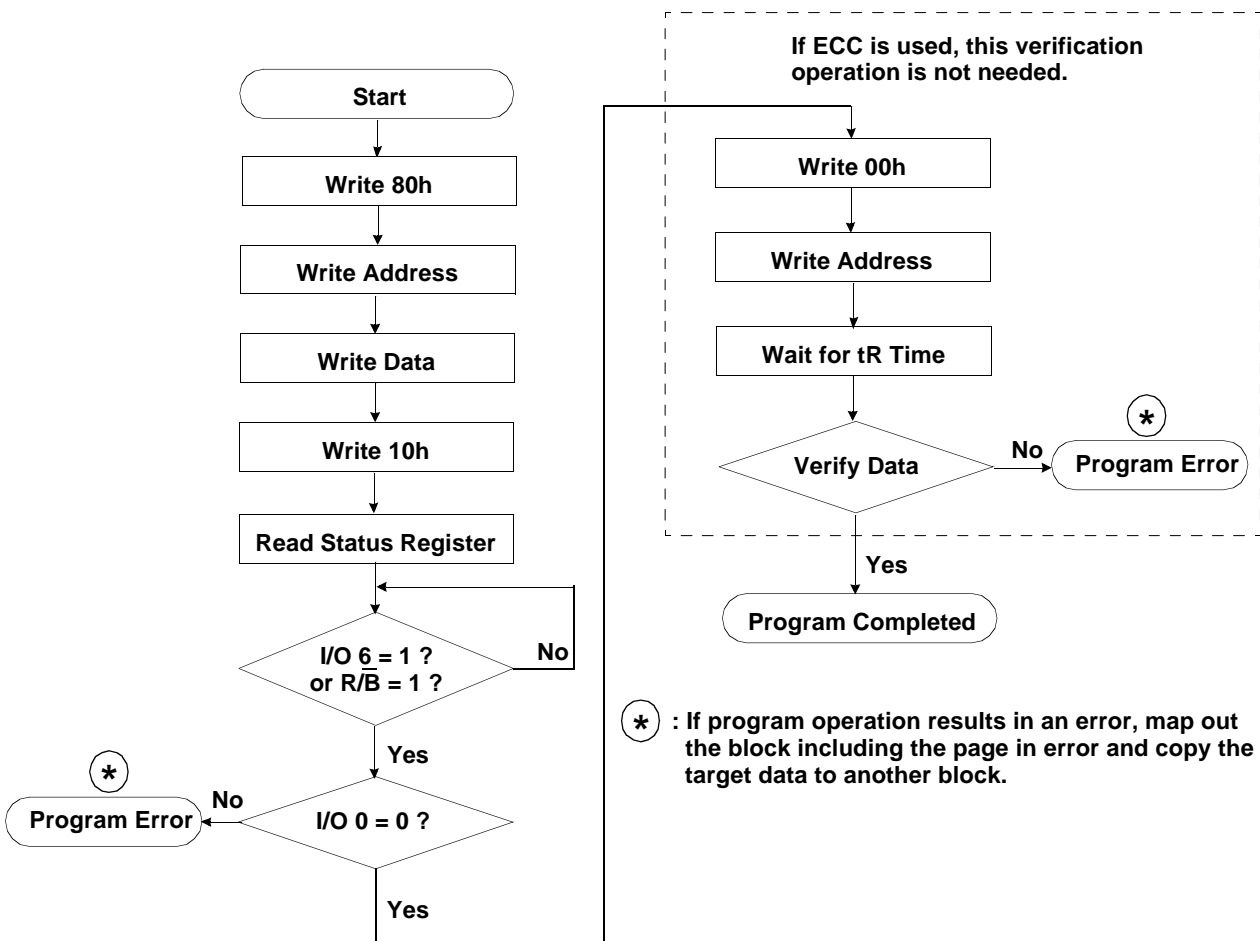 Start
Write 80h
Write Address
Write Data
Write 10h
Read Status Register
I/O 6 = 1 ?
or R/B̅ = 1 ?
No
Yes
*
No
Program Error
I/O 0 = 0 ?
Yes
If ECC is used, this verification
operation is not needed.
Write 00h
Write Address
Wait for tR Time
*
Verify Data
No
Program Error
Yes
Program Completed
* : If program operation results in an error, map out
the block including the page in error and copy the
target data to another block.